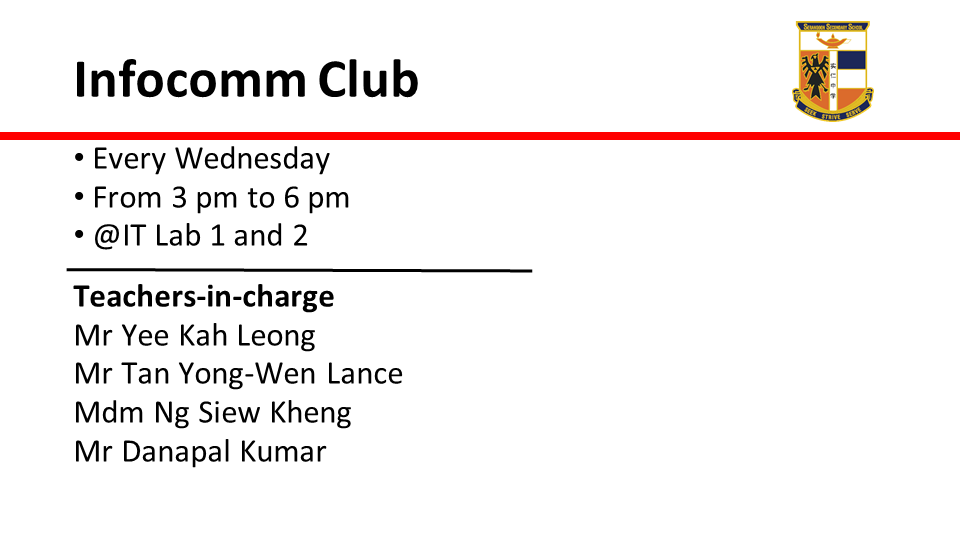 Infocomm Club
SERANGOON SECONDARY SCHOOL
SEEK STRIVE SERVE
• Every Wednesday
• From 3 pm to 6 pm
• @IT Lab 1 and 2
Teachers-in-charge
Mr Yee Kah Leong
Mr Tan Yong-Wen Lance
Mdm Ng Siew Kheng
Mr Danapal Kumar